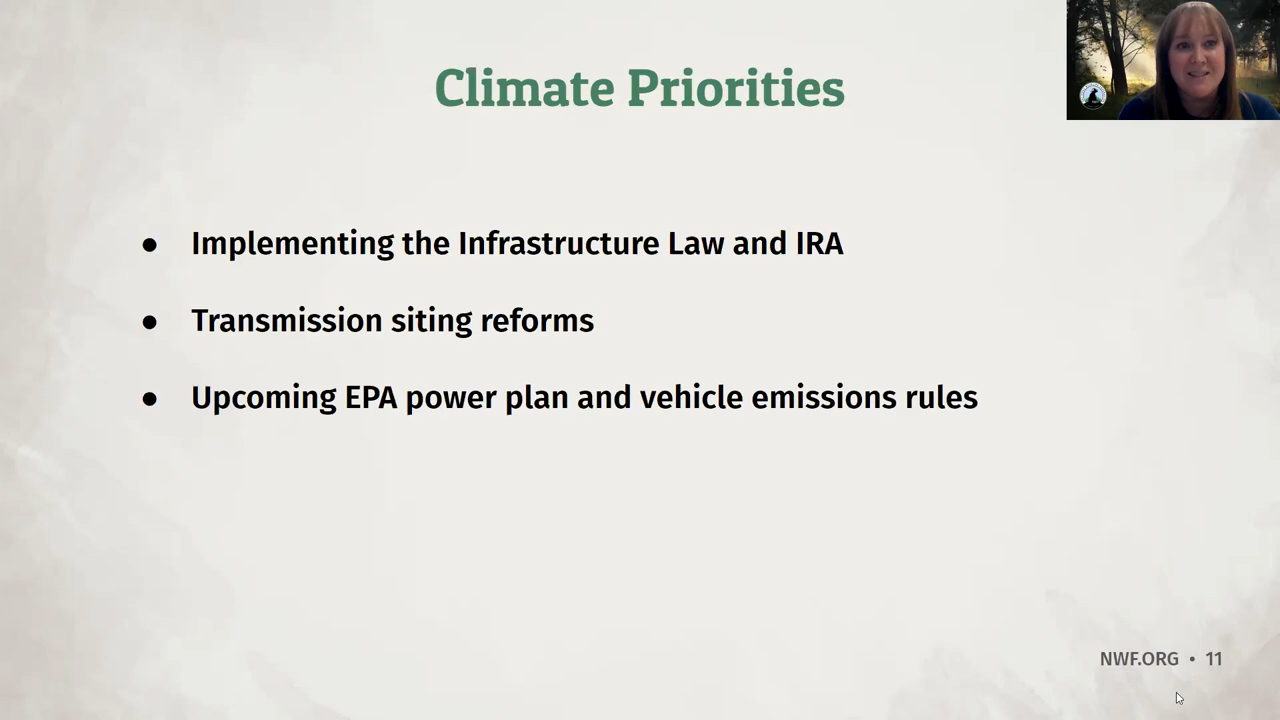 Climate Priorities
● Implementing the Infrastructure Law and IRA
● Transmission siting reforms
● Upcoming EPA power plan and vehicle emissions rules
NWF.ORG • 11